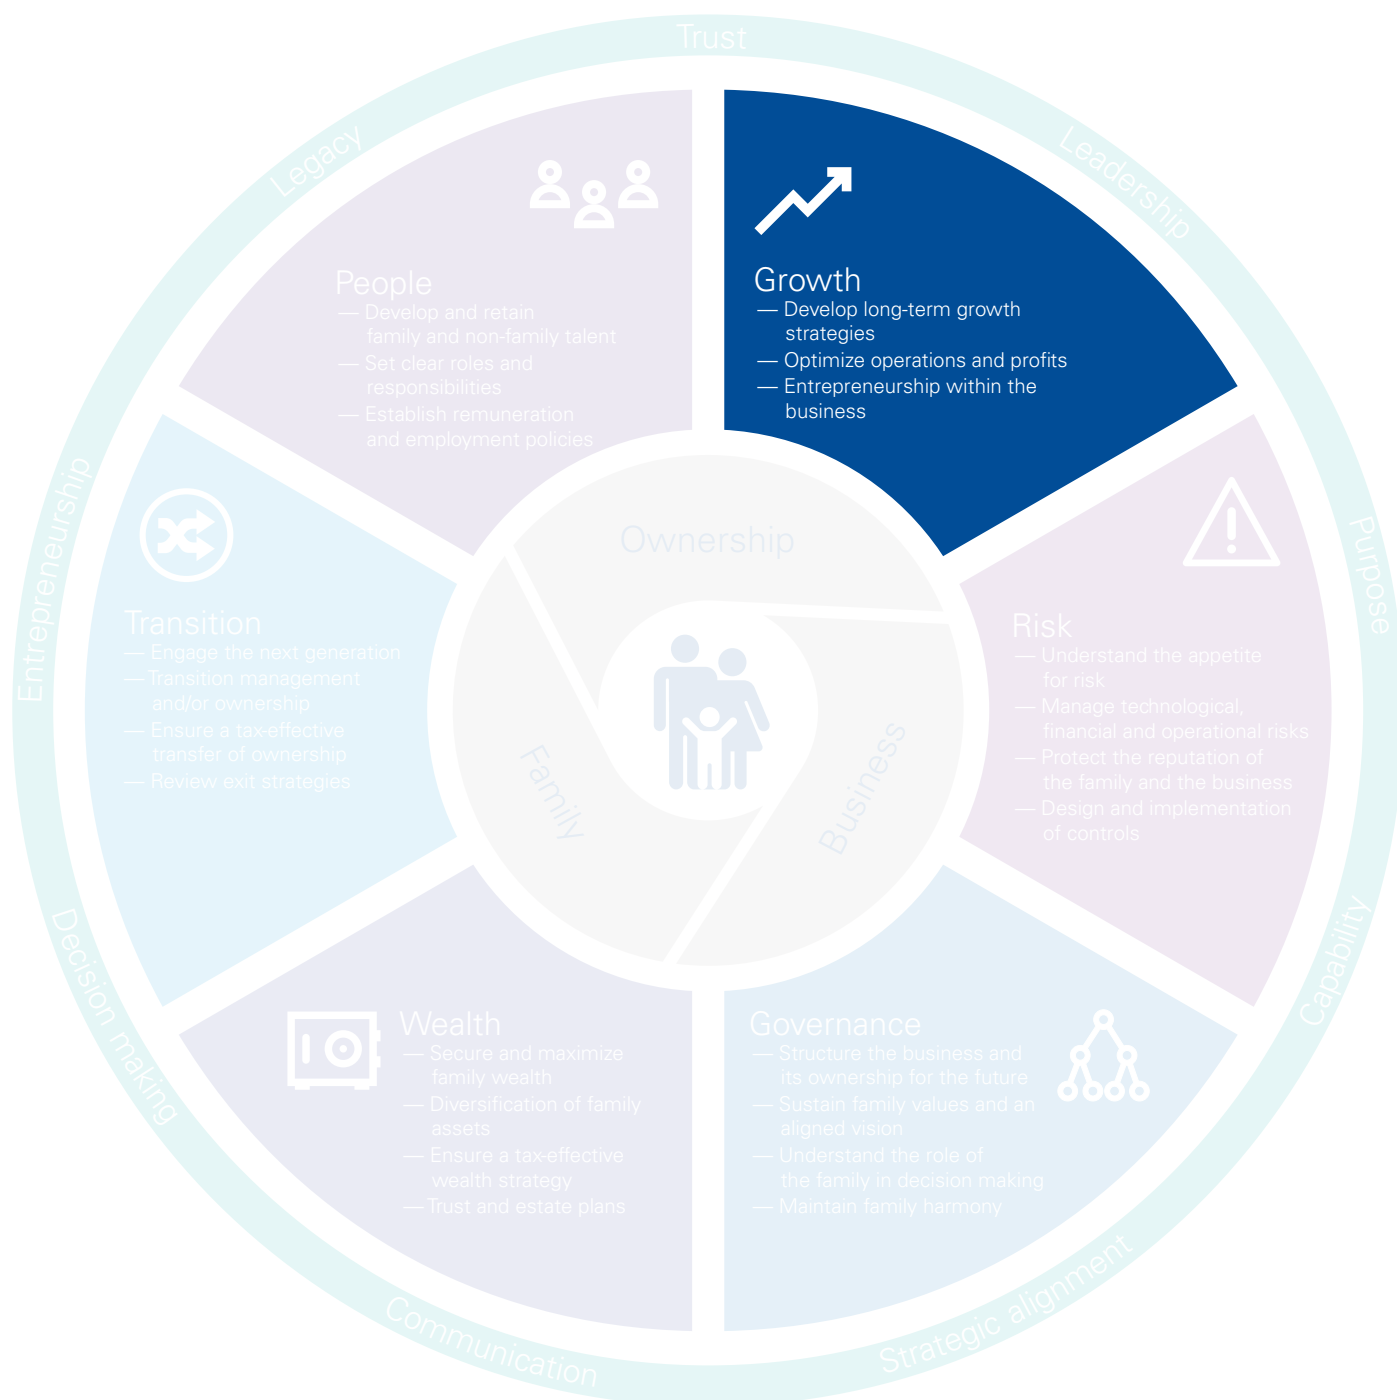 Trust
Legacy
Leadership
People
— Develop and retain
family and non-family talent
— Set clear roles and
responsibilities
— Establish remuneration
and employment policies
Growth
— Develop long-term growth
strategies
— Optimize operations and profits
— Entrepreneurship within the
business
Entrepreneurship
Purpose
Ownership
Transition
— Engage the next generation
— Transition management
and/or ownership
— Ensure a tax-effective
transfer of ownership
— Review exit strategies
Risk
— Understand the appetite
for risk
— Manage technological,
financial and operational risks
— Protect the reputation of
the family and the business
— Design and implementation
of controls
Family
Business
Decision making
Capability
Wealth
— Secure and maximize
family wealth
— Diversification of family
assets
— Ensure a tax-effective
wealth strategy
— Trust and estate plans
Governance
— Structure the business and
its ownership for the future
— Sustain family values and an
aligned vision
— Understand the role of
the family in decision making
— Maintain family harmony
Communication
Strategic alignment